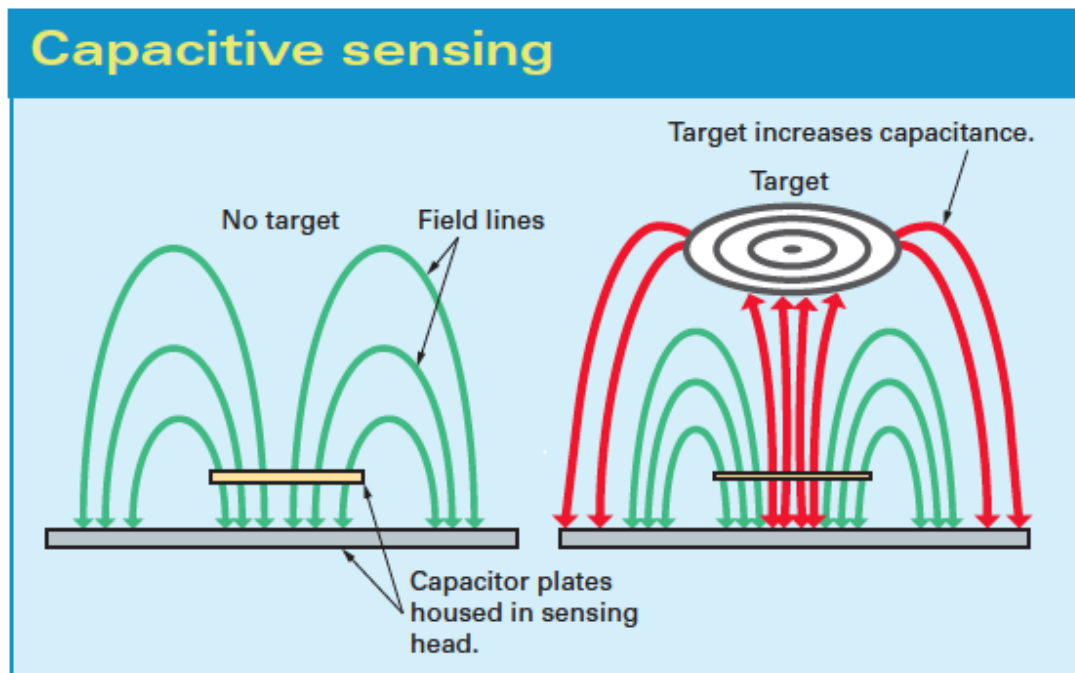 Capacitive sensing
Target increases capacitance.
Target
No target
Field lines
Capacitor plates
housed in sensing
head.